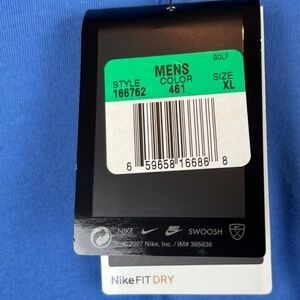 GOLF
MENS
STYLE COLOR SIZE
166762 461 XL
6 59658 16686 8
NIKE SWOOSH
©2007 Nike, Inc. / IM# 365636
NikeFIT DRY